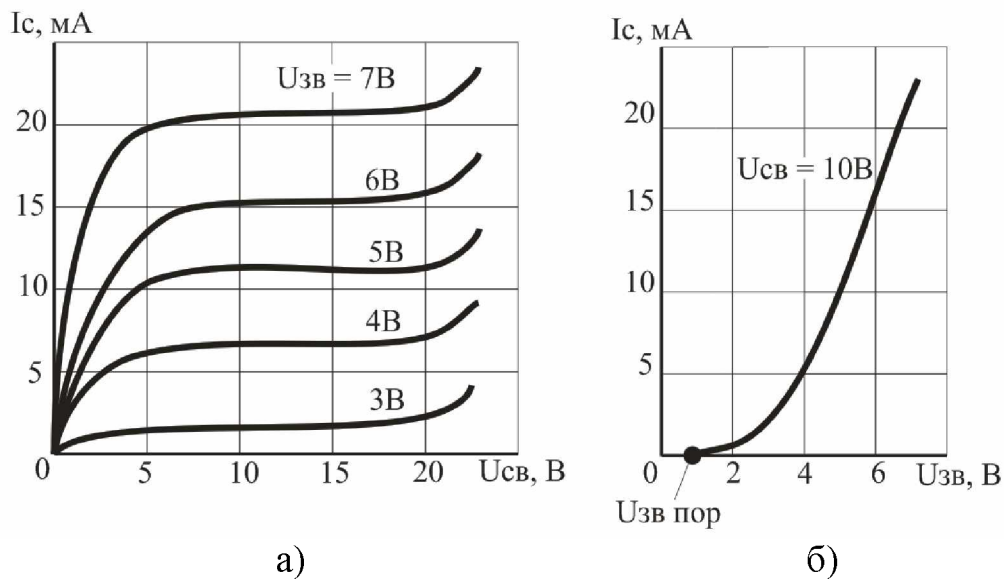 Ic, мА
Uзв = 7В
20
6В
15
5В
10
4В
5
3В
0
5
10
15
20
Uсв, В
а)
Ic, мА
20
Uсв = 10В
15
10
5
0
2
4
6
Uзв, В
Uзв пор
б)